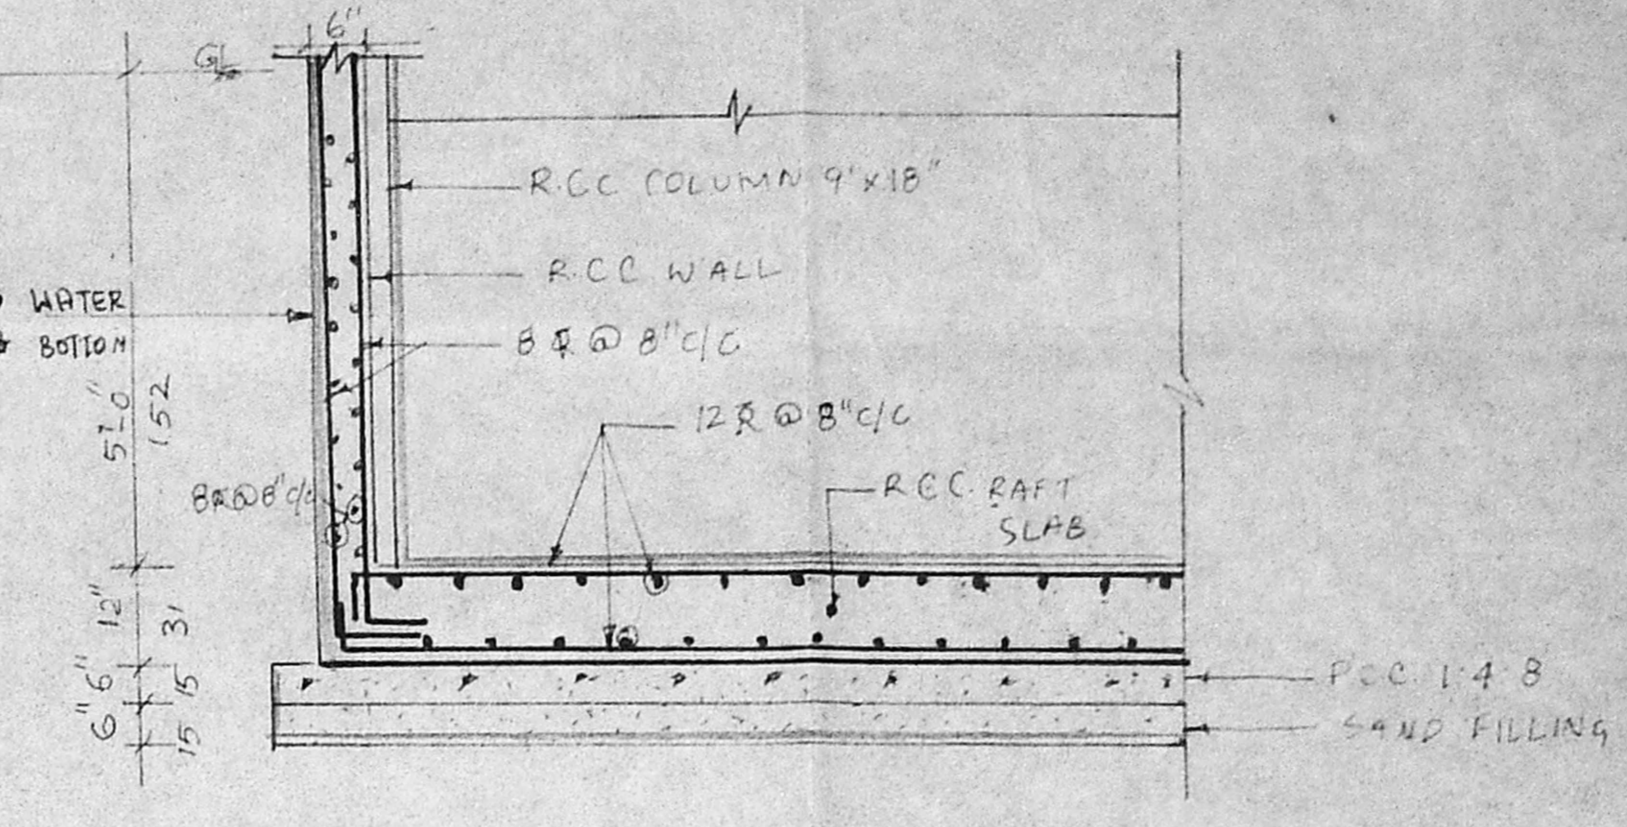 6"
GL
R.C.C COLUMN 9"x18"
R.C.C. WALL
WATER
BOTTOM
8 R @ 8" C/C
5'-0"
152
12 R @ 8" C/C
8R@8" C/C
R.C.C. RAFT
SLAB
12"
31
6"
15
P.C.C 1:4:8
6"
15
SAND FILLING